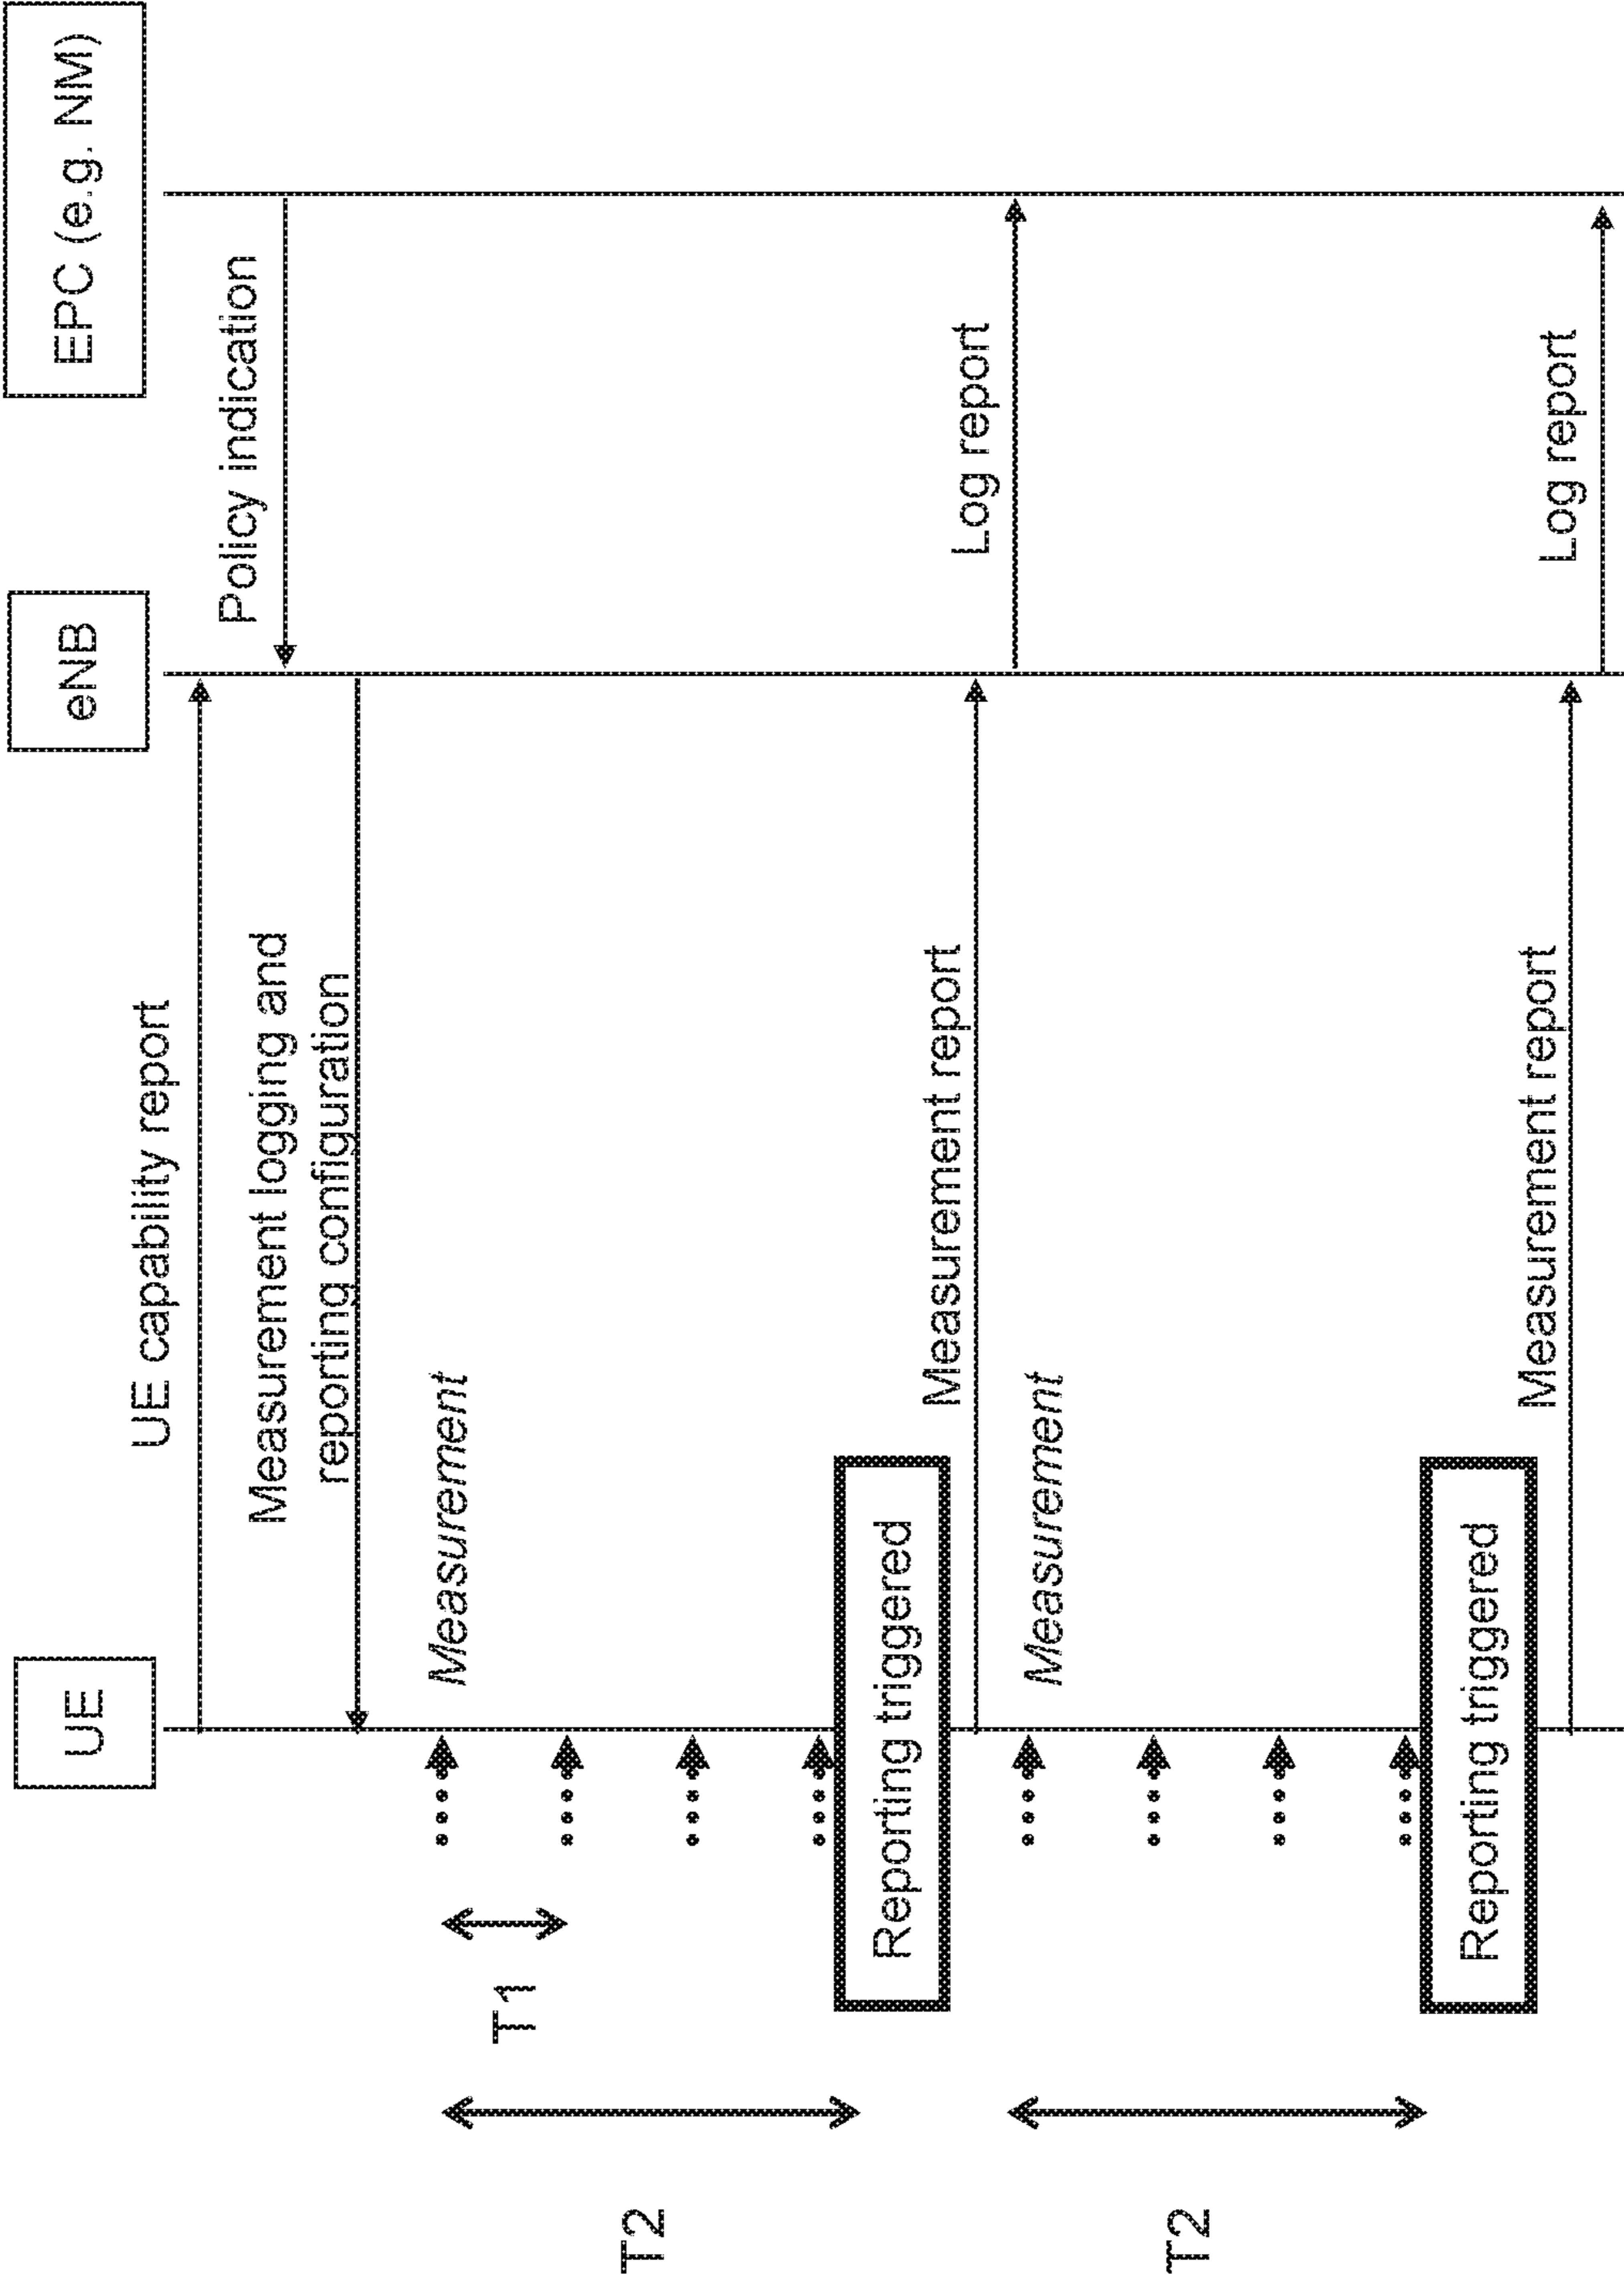 UE
eNB
EPC (e.g. NM)
UE capability report
Policy indication
Measurement logging and
reporting configuration
Measurement
T1
T2
Reporting triggered
Measurement report
Log report
Measurement
T2
Reporting triggered
Measurement report
Log report